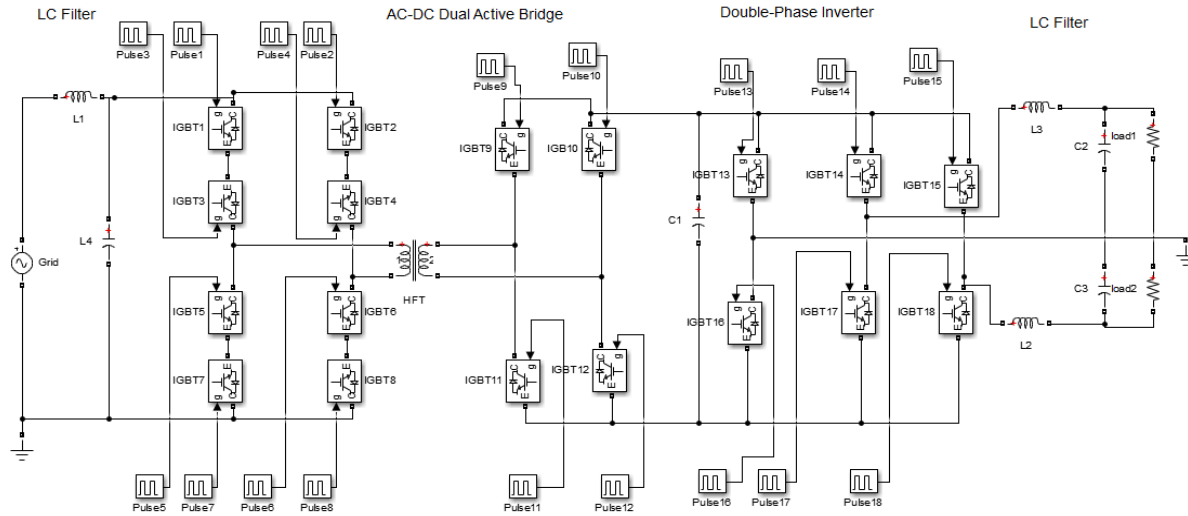 LC Filter
AC-DC Dual Active Bridge
Double-Phase Inverter
LC Filter
Pulse3
Pulse1
Pulse4
Pulse2
Pulse9
Pulse10
Pulse13
Pulse14
Pulse15
L1
IGBT1
IGBT2
IGBT9
IGB10
IGBT13
IGBT14
IGBT15
L3
C2
load1
IGBT3
IGBT4
C1
L4
Grid
HFT
IGBT5
IGBT6
IGBT16
IGBT17
IGBT18
C3
load2
L2
IGBT7
IGBT8
IGBT11
IGBT12
Pulse5
Pulse7
Pulse6
Pulse8
Pulse11
Pulse12
Pulse16
Pulse17
Pulse18